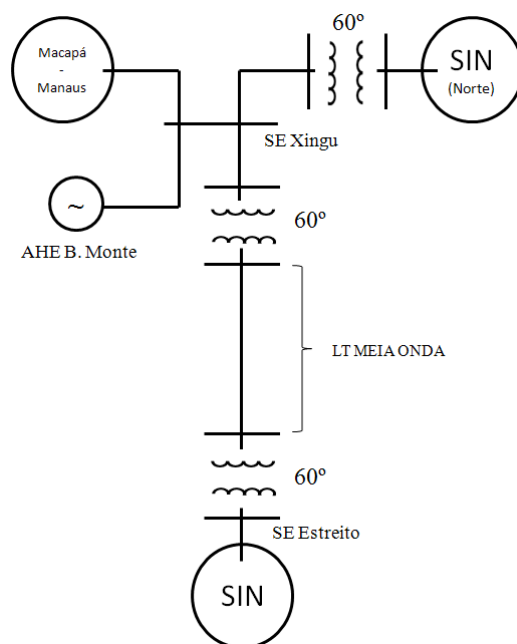 60º
Macapá
-
Manaus
SIN
(Norte)
SE Xingu
~
60º
AHE B. Monte
LT MEIA ONDA
60º
SE Estreito
SIN